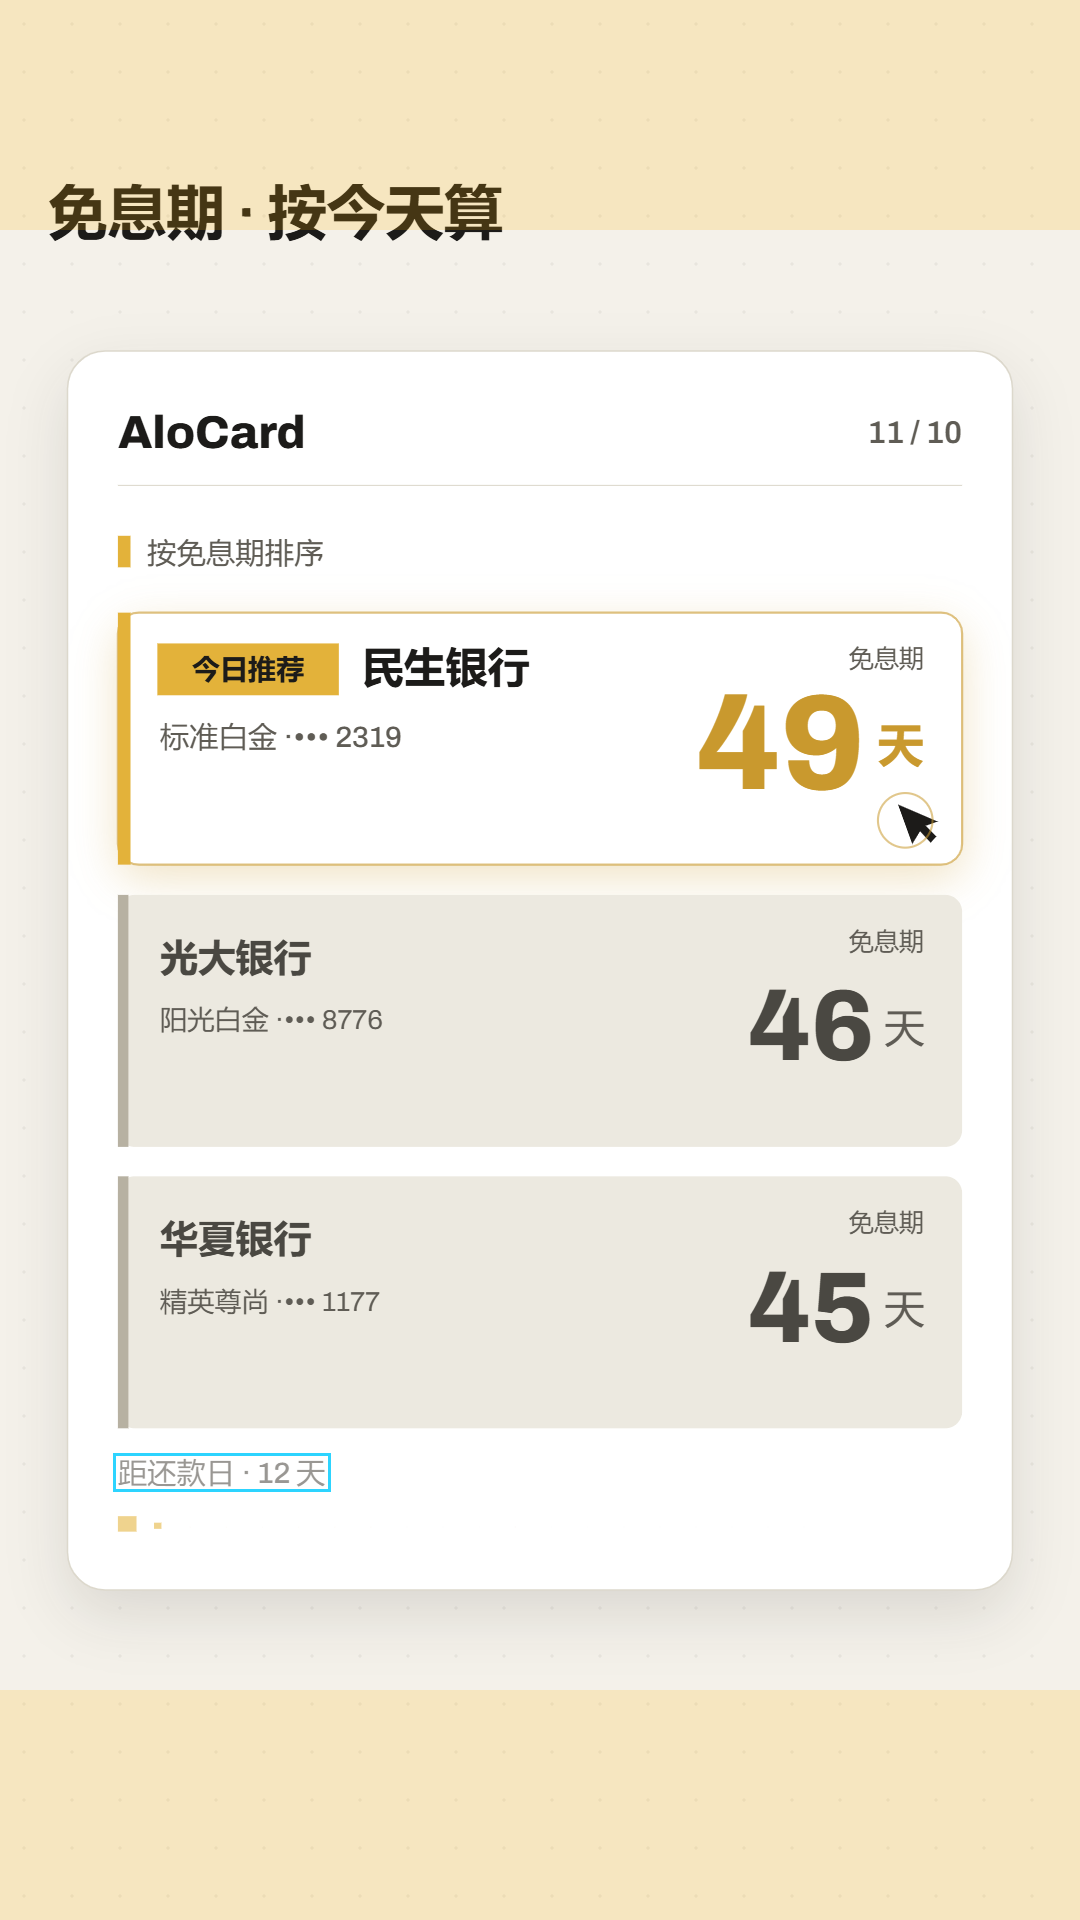 免息期 · 按今天算
AloCard
11 / 10
按免息期排序
今日推荐 民生银行
标准白金 ···· 2319
免息期
49 天
光大银行
阳光白金 ···· 8776
免息期
46 天
华夏银行
精英尊尚 ···· 1177
免息期
45 天
距还款日 · 12 天